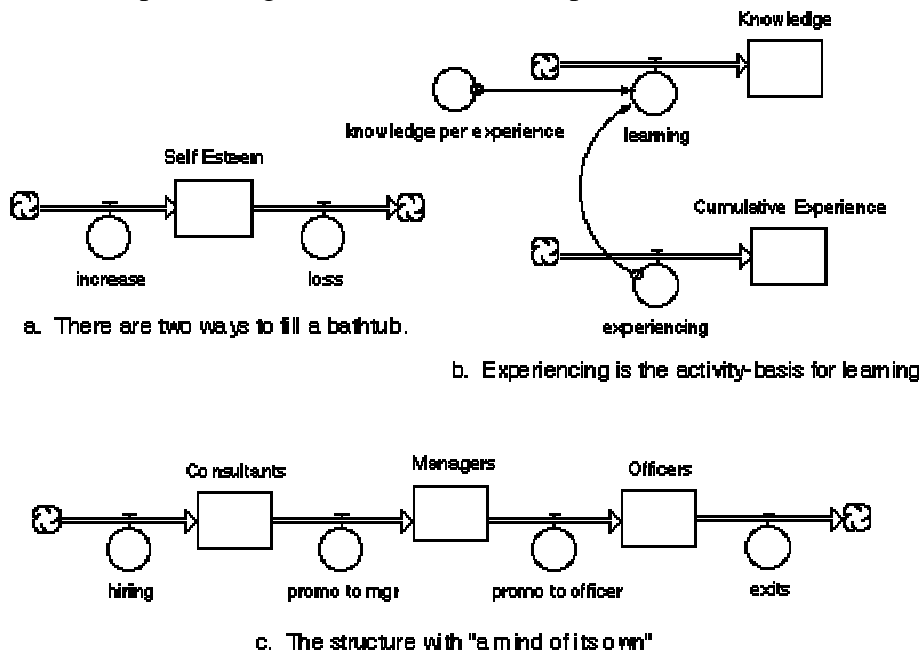 Knowledge
knowledge per experience
learning
Self Esteem
Cumulative Experience
increase
loss
experiencing
a. There are two ways to fill a bathtub.
b. Experiencing is the activity-basis for learning
Consultants
Managers
Officers
hiring
promo to mgr
promo to officer
exits
c. The structure with "a mind of its own"